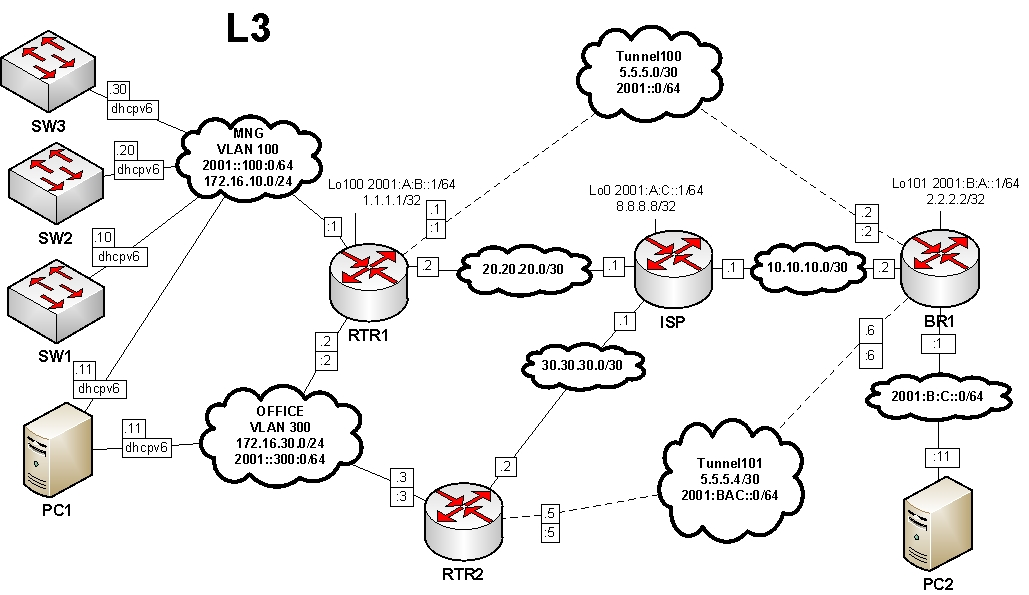 L3
Tunnel100
5.5.5.0/30
2001::0/64
.30
dhcpv6
SW3
MNG
VLAN 100
2001::100:0/64
172.16.10.0/24
.20
dhcpv6
SW2
Lo100 2001:A:B::1/64
1.1.1.1/32
Lo0 2001:A:C::1/64
8.8.8.8/32
Lo101 2001:B:A::1/64
2.2.2.2/32
.1
:1
.2
:2
:1
.10
dhcpv6
SW1
.2
20.20.20.0/30
.1
.1
10.10.10.0/30
.2
RTR1
ISP
BR1
.1
.2
:2
.6
:6
:1
30.30.30.0/30
.11
dhcpv6
2001:B:C::0/64
OFFICE
VLAN 300
172.16.30.0/24
2001::300:0/64
.11
dhcpv6
PC1
.3
:3
.2
Tunnel101
5.5.5.4/30
2001:BAC::0/64
:11
.5
:5
RTR2
PC2